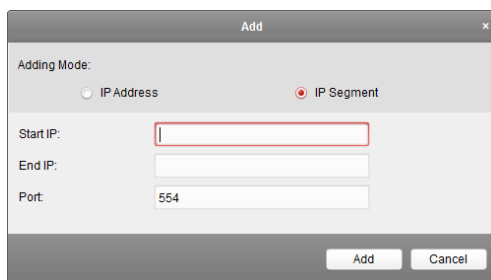 Add ×
Adding Mode:
IP Address IP Segment
Start IP:
End IP:
Port: 554
Add Cancel